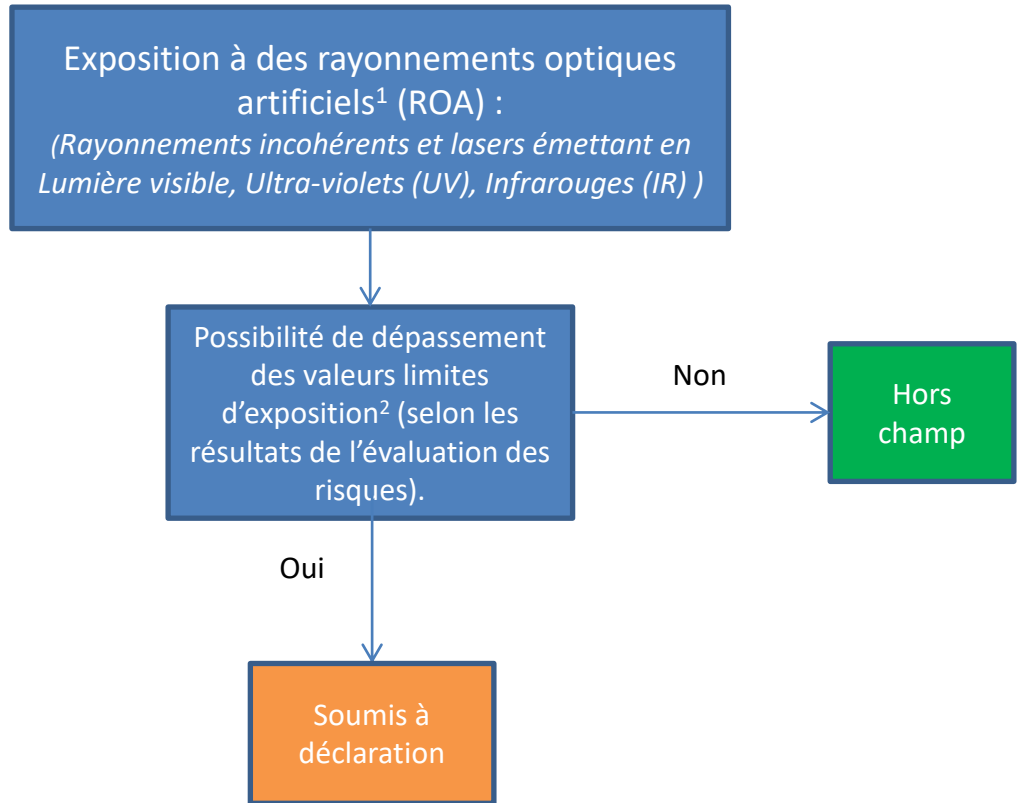 Exposition à des rayonnements optiques
artificiels¹ (ROA) :
(Rayonnements incohérents et lasers émettant en
Lumière visible, Ultra-violets (UV), Infrarouges (IR) )
Possibilité de dépassement
des valeurs limites
d’exposition² (selon les
résultats de l’évaluation des
risques).
Non
Hors
champ
Oui
Soumis à
déclaration